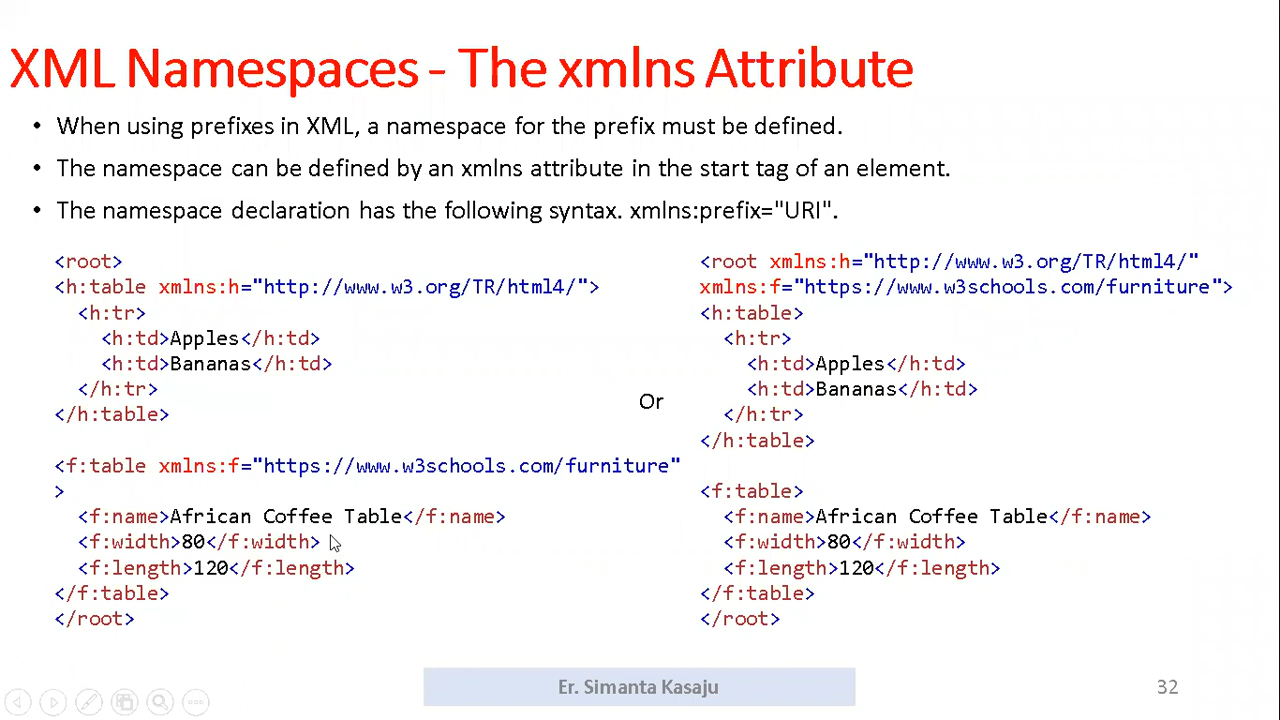 XML Namespaces - The xmlns Attribute
• When using prefixes in XML, a namespace for the prefix must be defined.
• The namespace can be defined by an xmlns attribute in the start tag of an element.
• The namespace declaration has the following syntax. xmlns:prefix="URI".
<root>
<h:table xmlns:h="http://www.w3.org/TR/html4/">
  <h:tr>
    <h:td>Apples</h:td>
    <h:td>Bananas</h:td>
  </h:tr>
</h:table>
<f:table xmlns:f="https://www.w3schools.com/furniture"
>
  <f:name>African Coffee Table</f:name>
  <f:width>80</f:width>
  <f:length>120</f:length>
</f:table>
</root>
Or
<root xmlns:h="http://www.w3.org/TR/html4/"
xmlns:f="https://www.w3schools.com/furniture">
<h:table>
  <h:tr>
    <h:td>Apples</h:td>
    <h:td>Bananas</h:td>
  </h:tr>
</h:table>
<f:table>
  <f:name>African Coffee Table</f:name>
  <f:width>80</f:width>
  <f:length>120</f:length>
</f:table>
</root>
Er. Simanta Kasaju
32